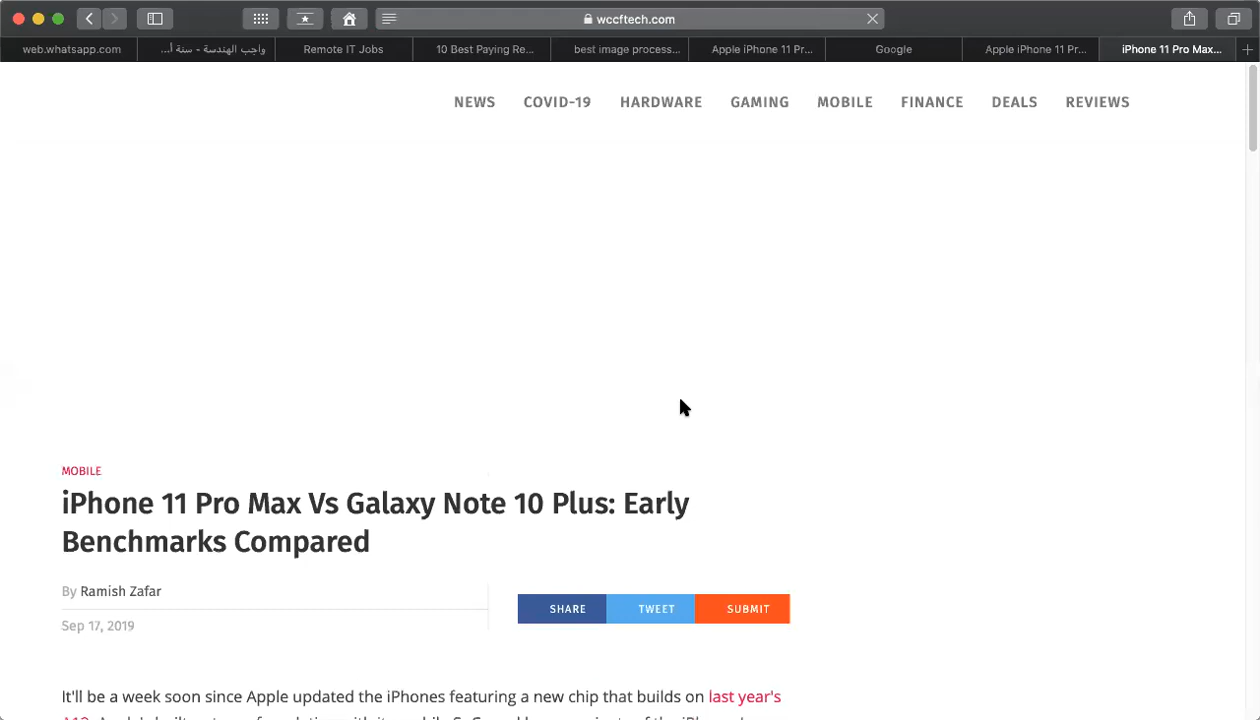 wccftech.com
web.whatsapp.com
واجب الهندسة - سنة أ...
Remote IT Jobs
10 Best Paying Re...
best image process...
Apple iPhone 11 Pr...
Google
Apple iPhone 11 Pr...
iPhone 11 Pro Max...
NEWS COVID-19 HARDWARE GAMING MOBILE FINANCE DEALS REVIEWS
MOBILE
iPhone 11 Pro Max Vs Galaxy Note 10 Plus: Early
Benchmarks Compared
By Ramish Zafar
SHARE TWEET SUBMIT
Sep 17, 2019
It'll be a week soon since Apple updated the iPhones featuring a new chip that builds on last year's